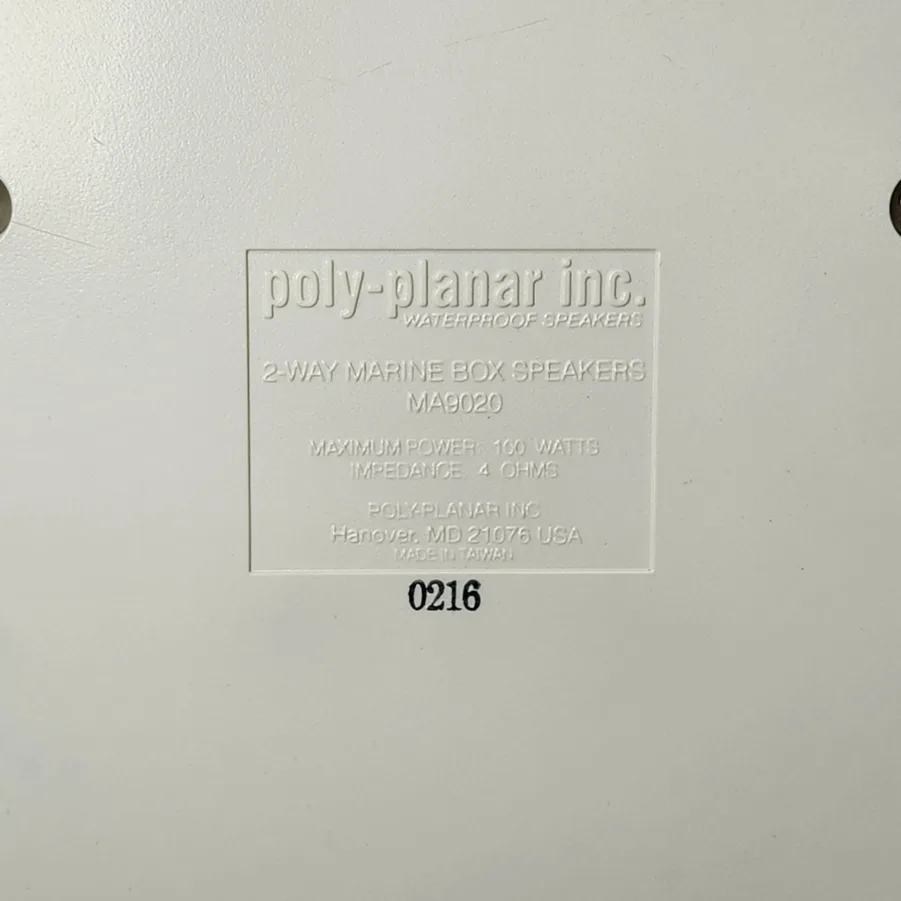 poly-planar inc.
WATERPROOF SPEAKERS
2-WAY MARINE BOX SPEAKERS
MA9020
MAXIMUM POWER: 100 WATTS
IMPEDANCE: 4 OHMS
POLY-PLANAR INC
Hanover, MD 21076 USA
MADE IN TAIWAN
0216